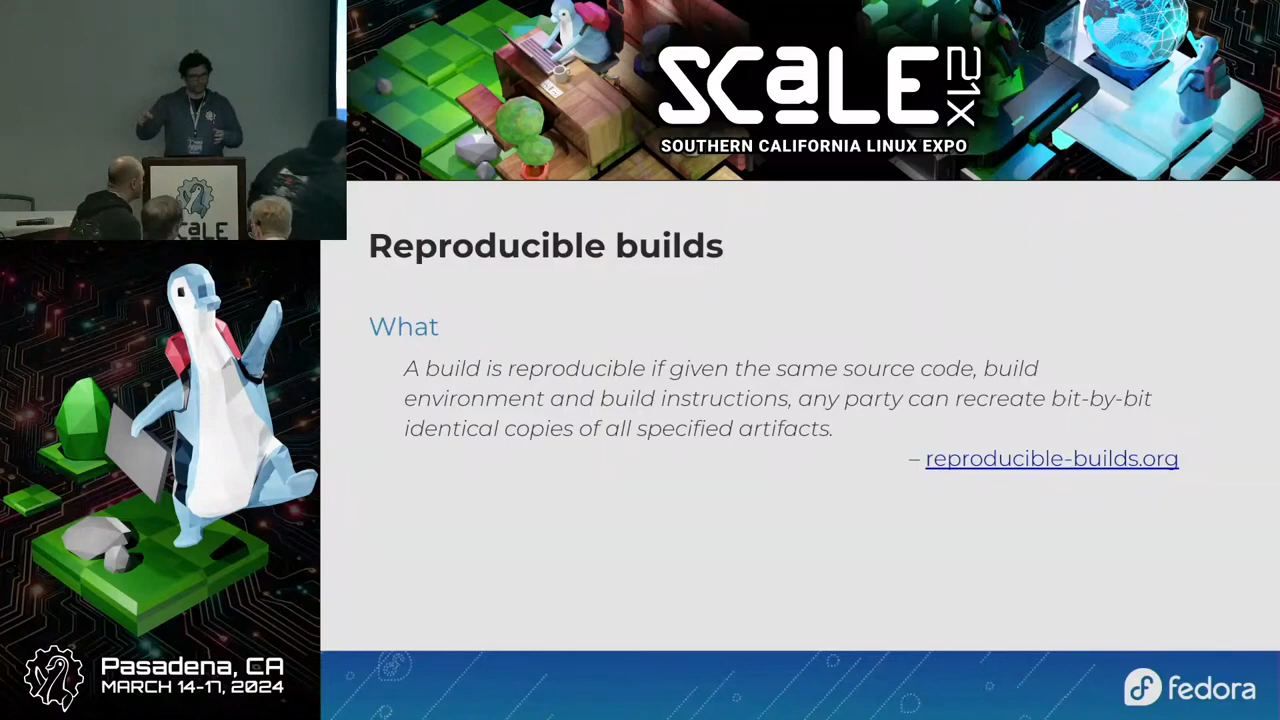 SCaLE 21X
SOUTHERN CALIFORNIA LINUX EXPO
SCaLE
Reproducible builds
What
A build is reproducible if given the same source code, build
environment and build instructions, any party can recreate bit-by-bit
identical copies of all specified artifacts.
– reproducible-builds.org
Pasadena, CA
MARCH 14-17, 2024
fedora